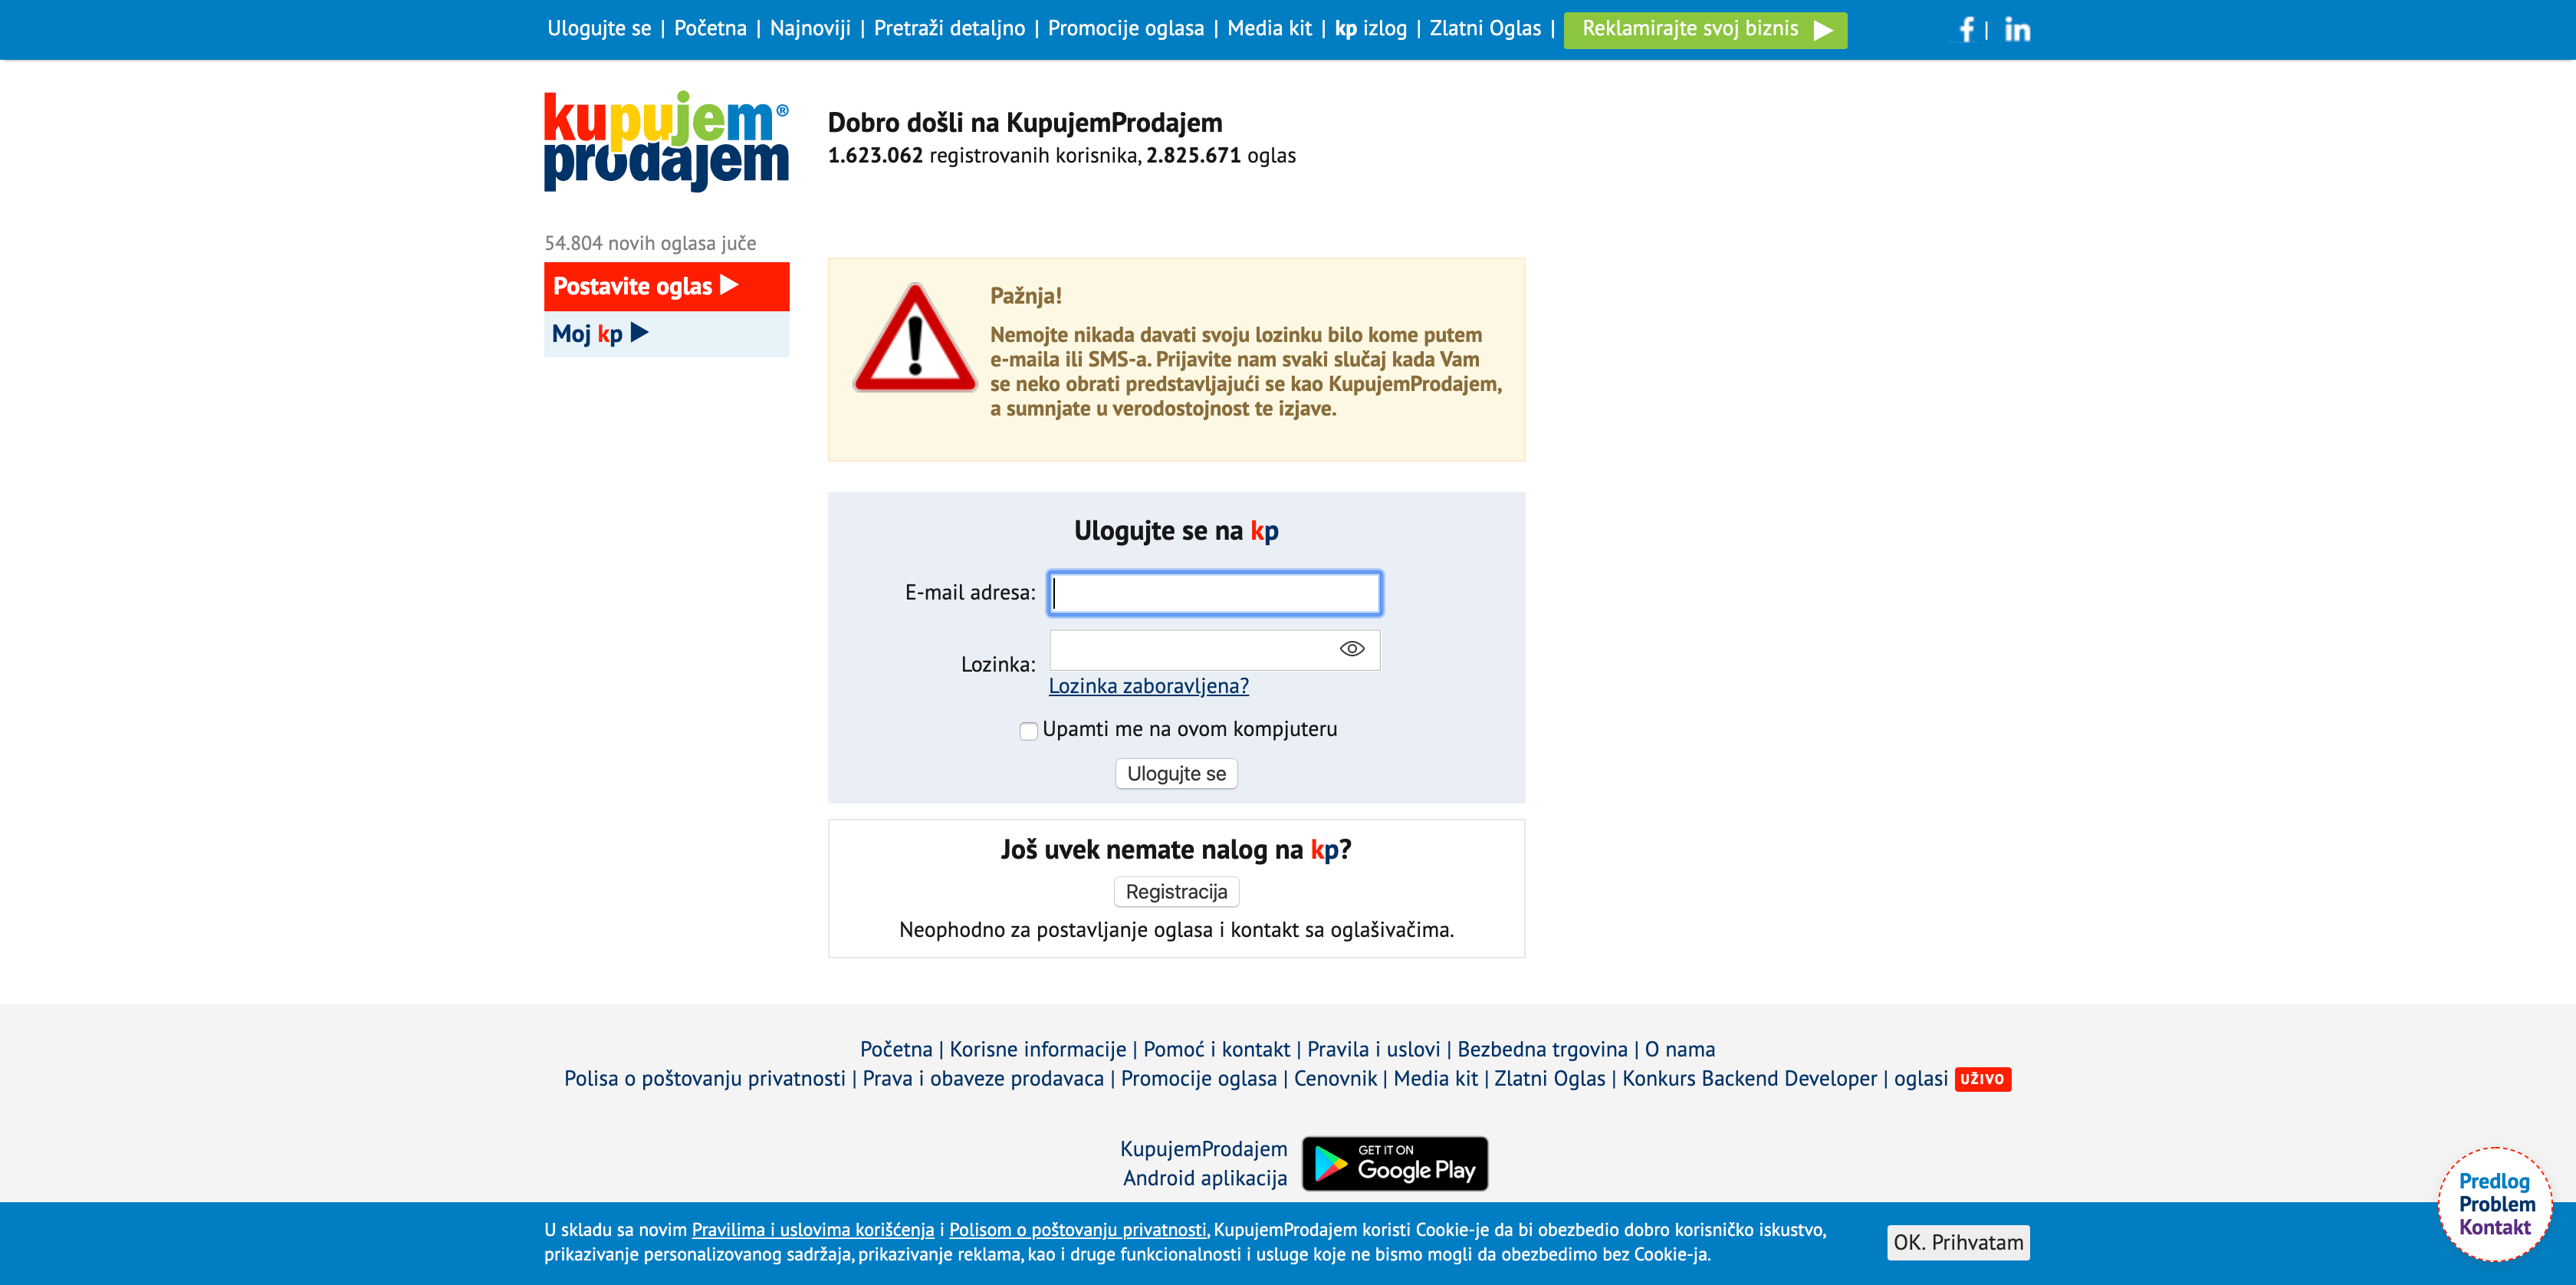 Ulogujte se | Početna | Najnoviji | Pretraži detaljno | Promocije oglasa | Media kit | kp izlog | Zlatni Oglas | Reklamirajte svoj biznis ▶ f | in
kupujem®
prodajem
Dobro došli na KupujemProdajem
1.623.062 registrovanih korisnika, 2.825.671 oglas
54.804 novih oglasa juče
Postavite oglas ▶
Moj kp ▶
Pažnja!
Nemojte nikada davati svoju lozinku bilo kome putem
e-maila ili SMS-a. Prijavite nam svaki slučaj kada Vam
se neko obrati predstavljajući se kao KupujemProdajem,
a sumnjate u verodostojnost te izjave.
Ulogujte se na kp
E-mail adresa:
Lozinka:
Lozinka zaboravljena?
Upamti me na ovom kompjuteru
Ulogujte se
Još uvek nemate nalog na kp?
Registracija
Neophodno za postavljanje oglasa i kontakt sa oglašivačima.
Početna | Korisne informacije | Pomoć i kontakt | Pravila i uslovi | Bezbedna trgovina | O nama
Polisa o poštovanju privatnosti | Prava i obaveze prodavaca | Promocije oglasa | Cenovnik | Media kit | Zlatni Oglas | Konkurs Backend Developer | oglasi UŽIVO
KupujemProdajem
Android aplikacija
GET IT ON
Google Play
U skladu sa novim Pravilima i uslovima korišćenja i Polisom o poštovanju privatnosti, KupujemProdajem koristi Cookie-je da bi obezbedio dobro korisničko iskustvo,
prikazivanje personalizovanog sadržaja, prikazivanje reklama, kao i druge funkcionalnosti i usluge koje ne bismo mogli da obezbedimo bez Cookie-ja.
OK. Prihvatam
Predlog
Problem
Kontakt